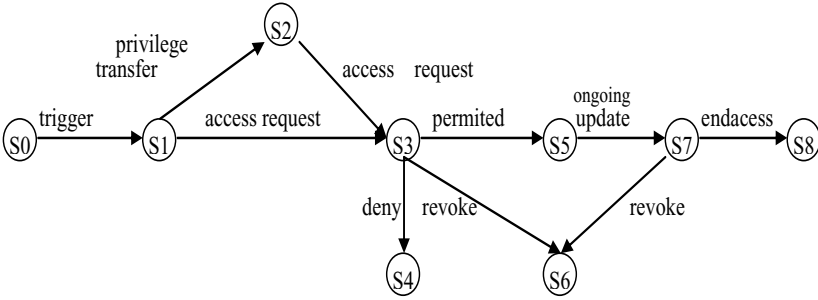 S2
privilege
transfer
access request
ongoing
trigger
access request
permited
update
endacess
S0
S1
S3
S5
S7
S8
deny
revoke
revoke
S4
S6